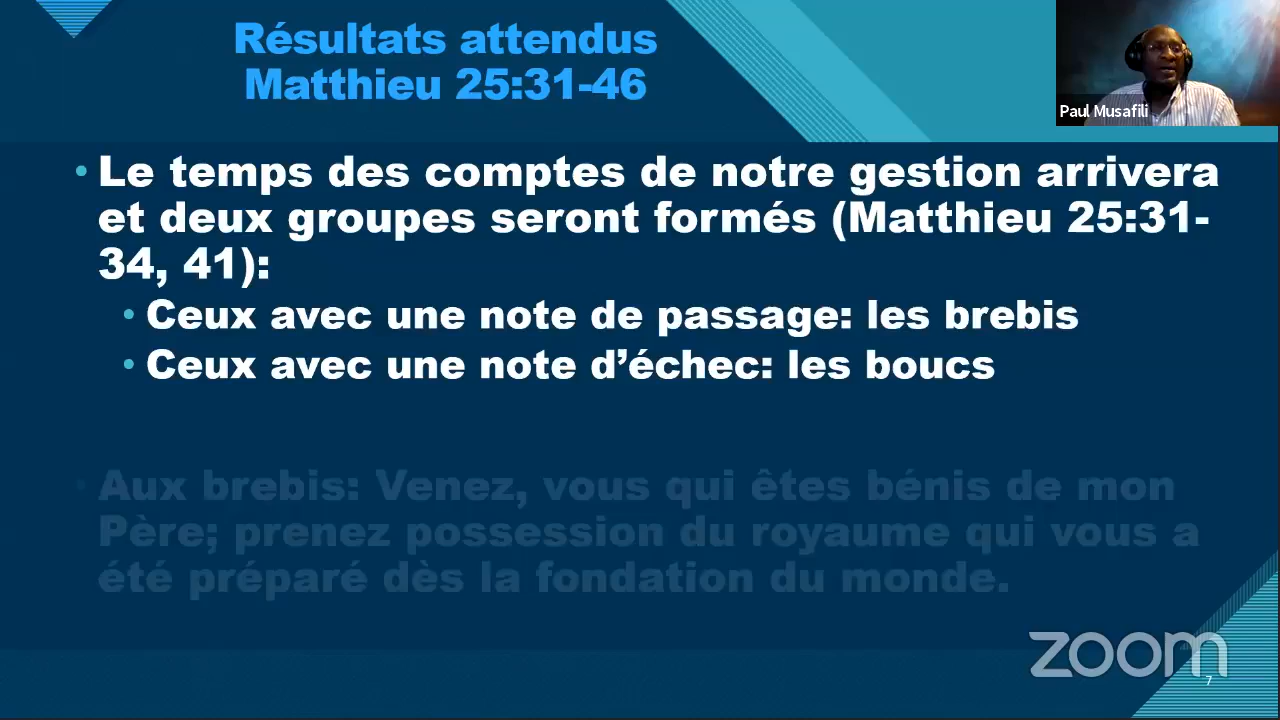 Résultats attendus
Matthieu 25:31-46
Paul Musafili
• Le temps des comptes de notre gestion arrivera
et deux groupes seront formés (Matthieu 25:31-
34, 41):
• Ceux avec une note de passage: les brebis
• Ceux avec une note d’échec: les boucs
• Aux brebis: Venez, vous qui êtes bénis de mon
Père; prenez possession du royaume qui vous a
été préparé dès la fondation du monde.
zoom
7